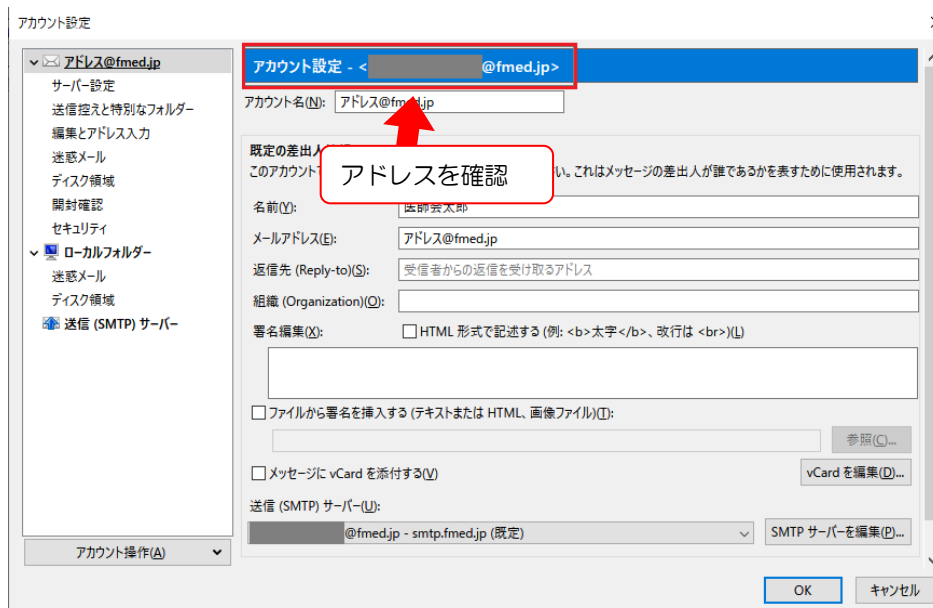 アカウント設定
アドレス@fmed.jp
サーバー設定
送信控えと特別なフォルダー
編集とアドレス入力
迷惑メール
ディスク領域
開封確認
セキュリティ
ローカルフォルダー
迷惑メール
ディスク領域
送信 (SMTP) サーバー
アカウント操作(A)
アカウント設定 - < @fmed.jp>
アカウント名(N): アドレス@fmed.jp
既定の差出人
このアカウントで い。これはメッセージの差出人が誰であるかを表すために使用されます。
アドレスを確認
名前(Y): 医師会太郎
メールアドレス(E): アドレス@fmed.jp
返信先 (Reply-to)(S): 受信者からの返信を受け取るアドレス
組織 (Organization)(O):
署名編集(X): HTML 形式で記述する (例: <b>太字</b>、改行は <br>)(L)
ファイルから署名を挿入する (テキストまたは HTML、画像ファイル)(T):
参照(C)...
メッセージに vCard を添付する(V) vCard を編集(D)...
送信 (SMTP) サーバー(U):
@fmed.jp - smtp.fmed.jp (既定) SMTP サーバーを編集(P)...
OK キャンセル